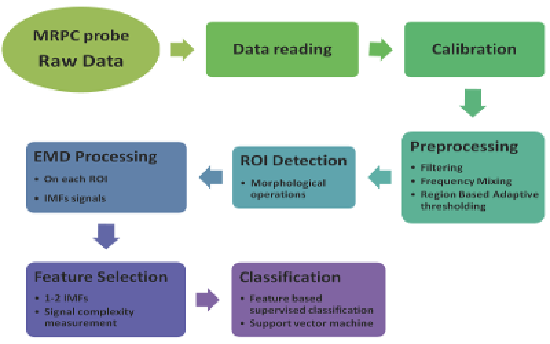 MRPC probe
Raw Data
Data reading
Calibration
Preprocessing
• Filtering
• Frequency Mixing
• Region Based Adaptive
thresholding
ROI Detection
• Morphological
operations
EMD Processing
• On each ROI
• IMFs signals
Feature Selection
• 1-2 IMFs
• Signal complexity
measurement
Classification
• Feature based
supervised classification
• Support vector machine